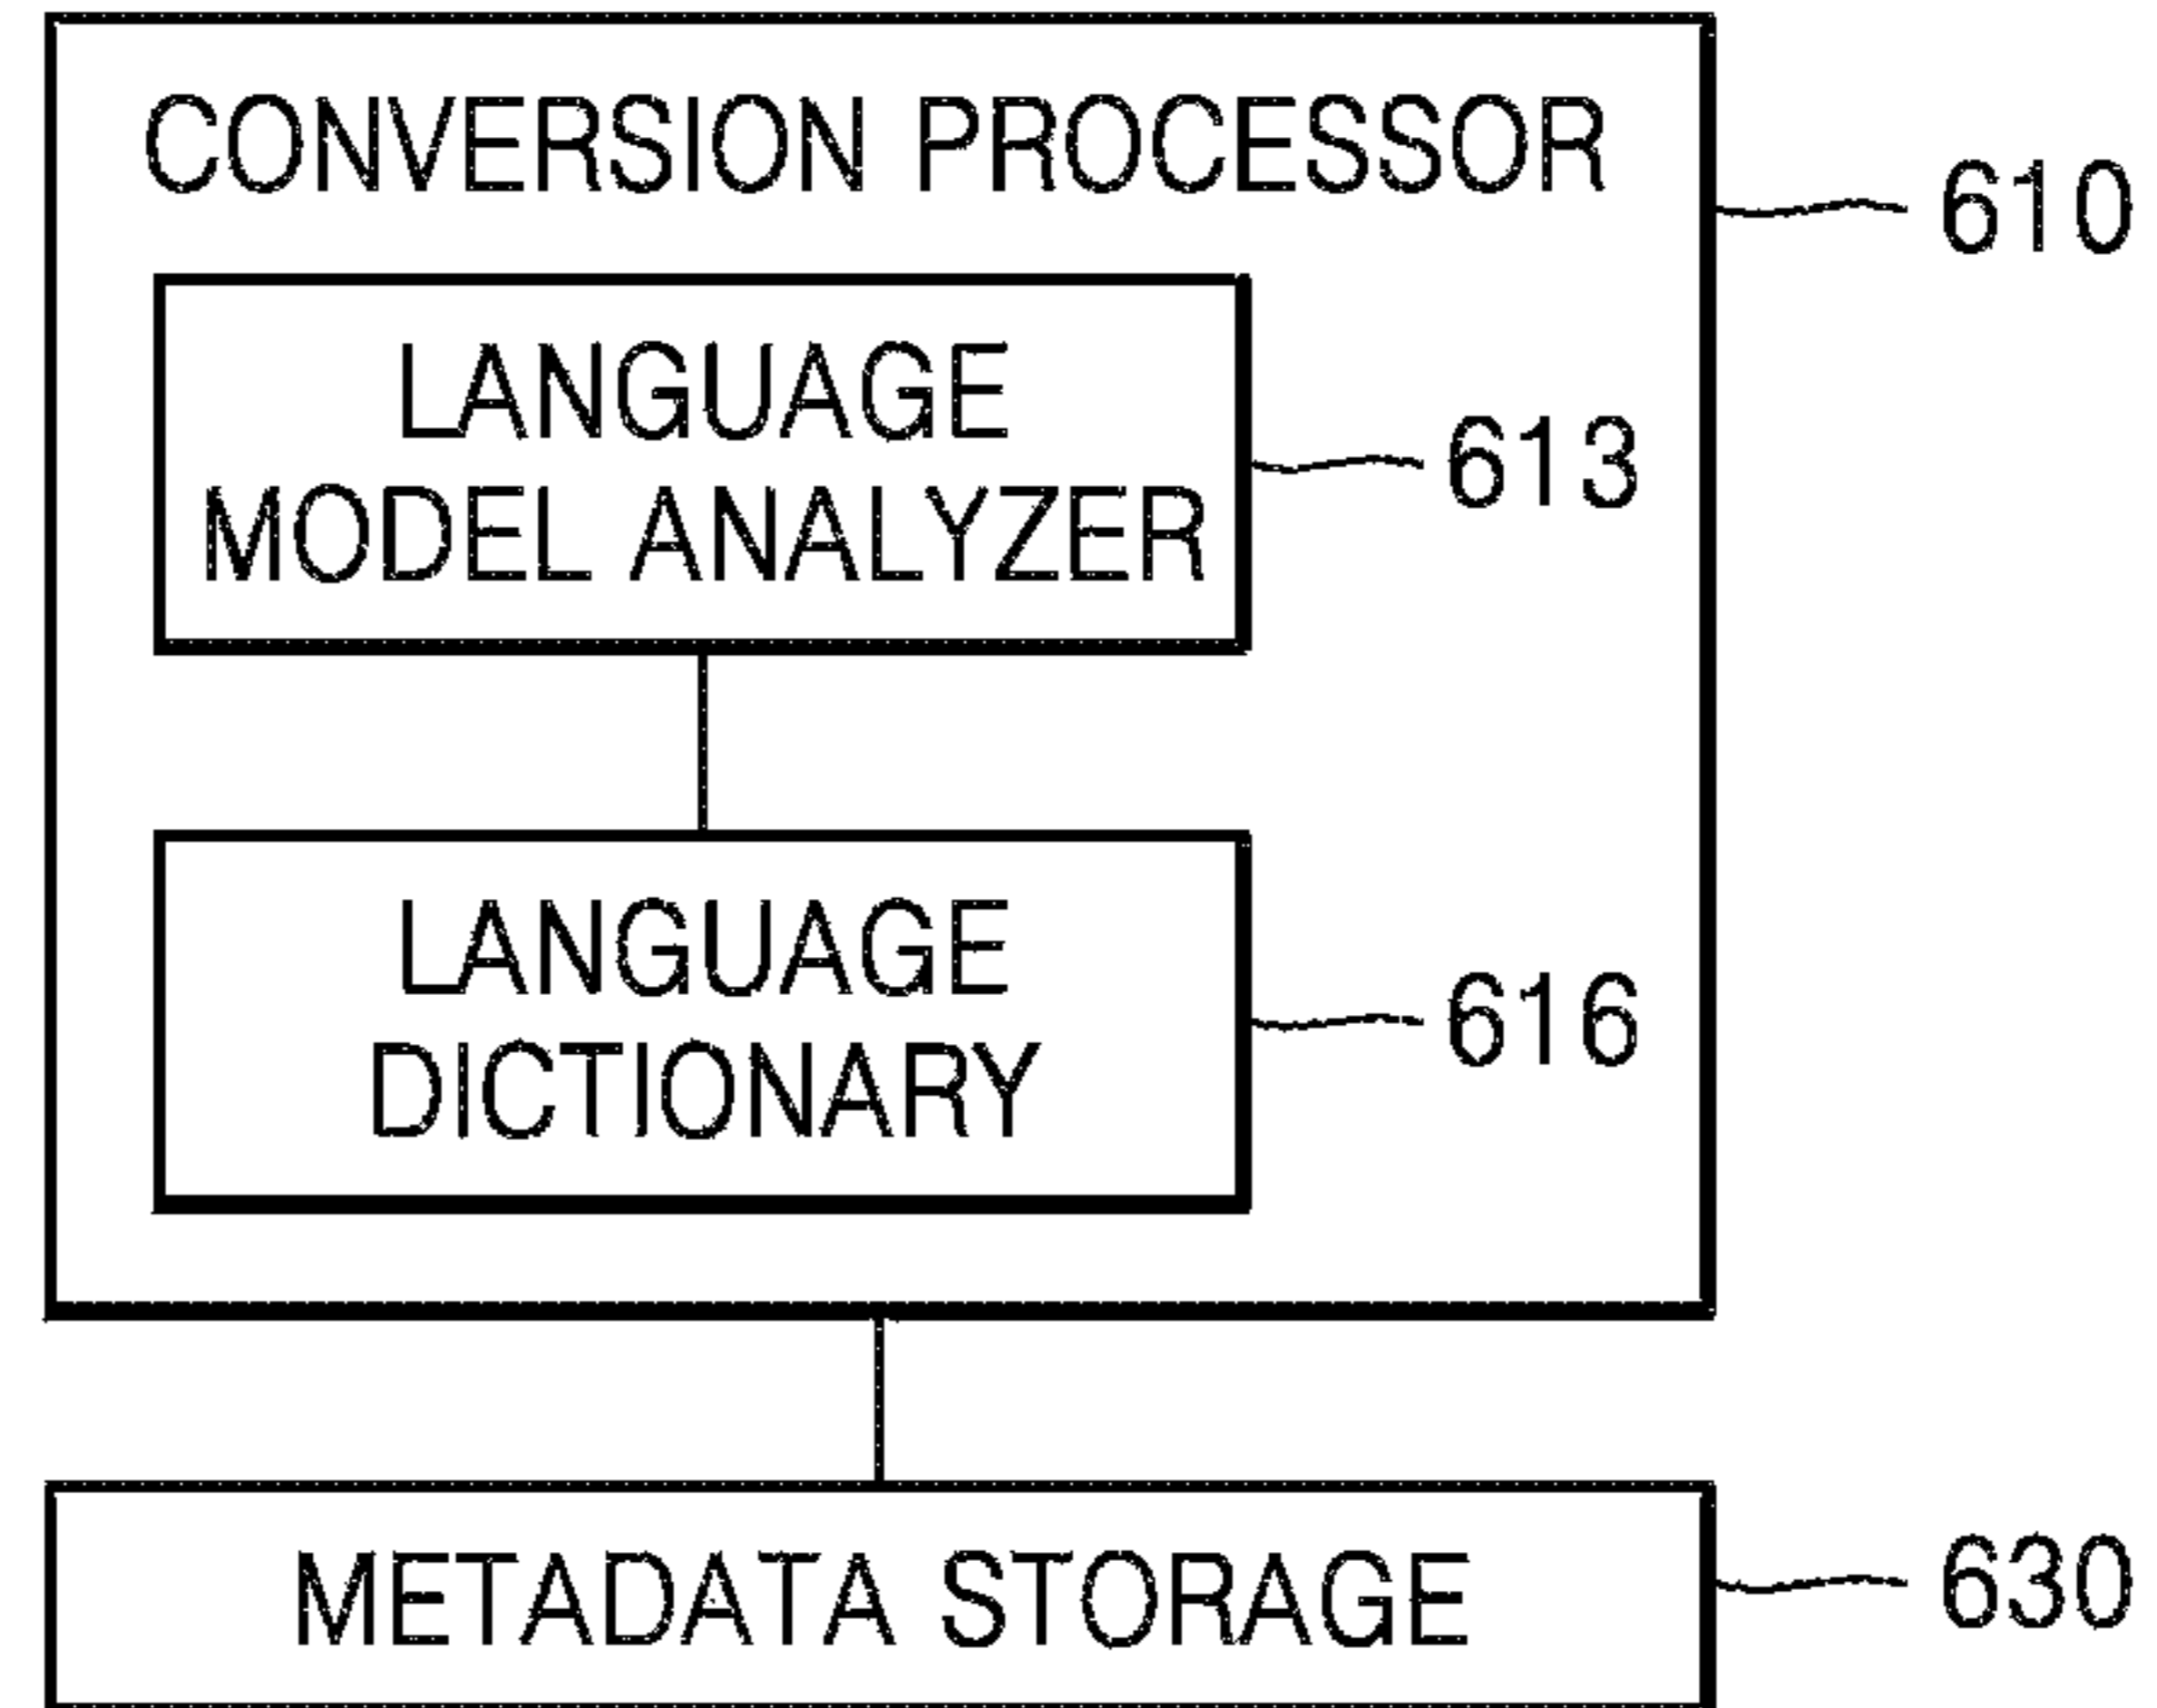 CONVERSION PROCESSOR
610
LANGUAGE
MODEL ANALYZER
613
LANGUAGE
DICTIONARY
616
METADATA STORAGE
630